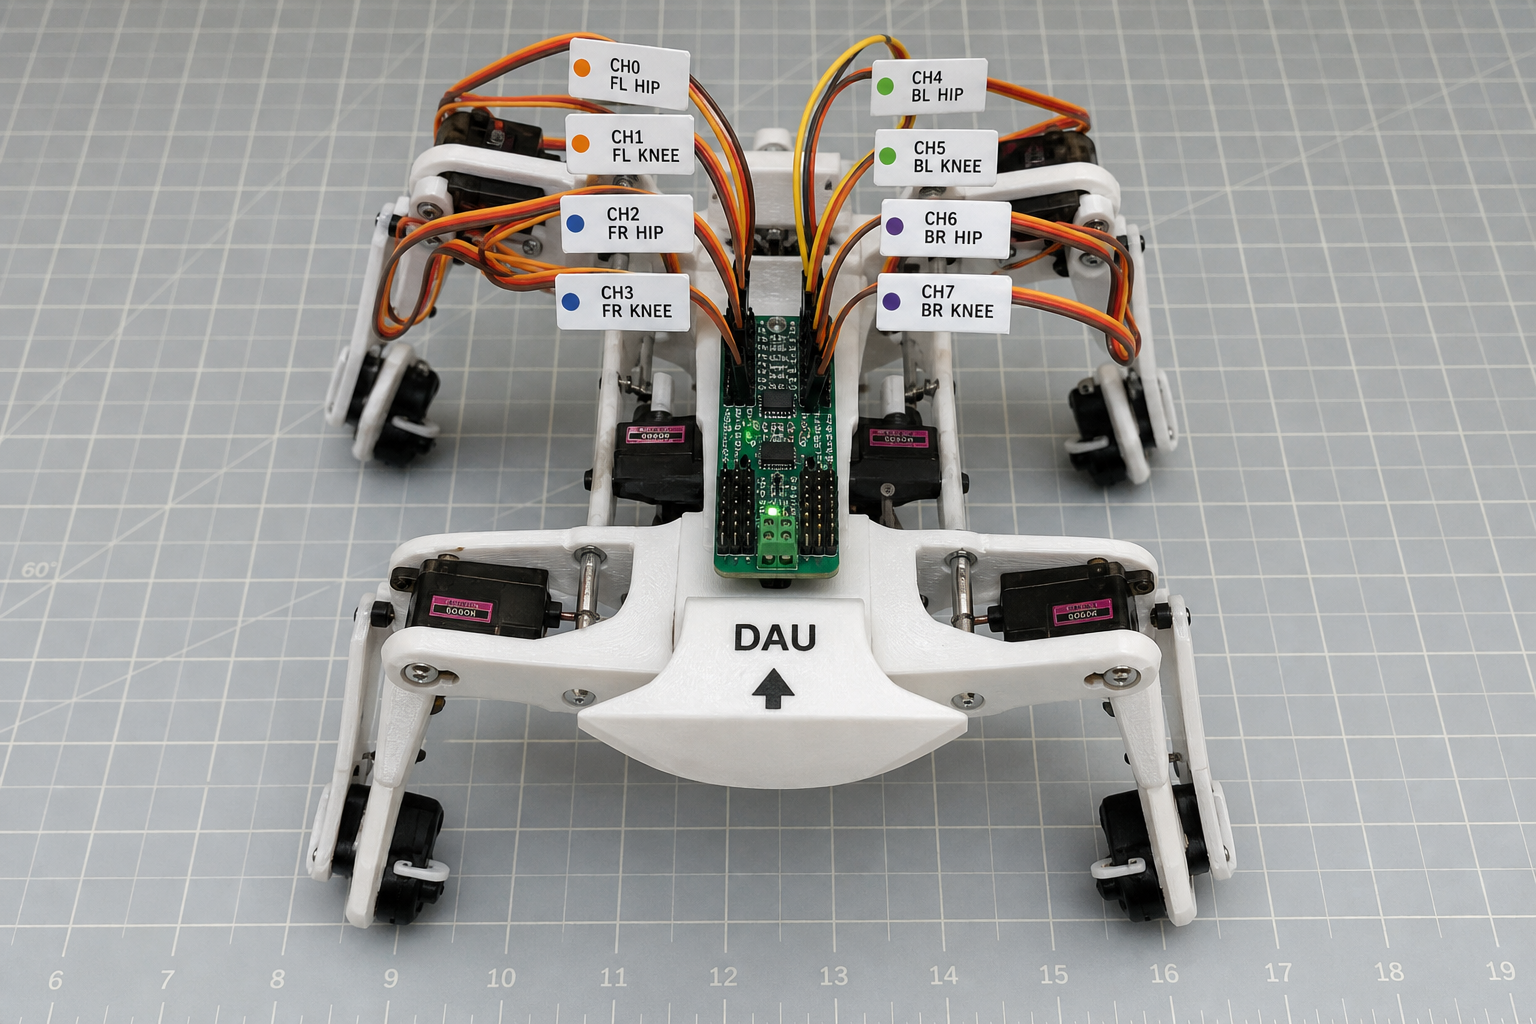 CH0
FL HIP
CH1
FL KNEE
CH2
FR HIP
CH3
FR KNEE
CH4
BL HIP
CH5
BL KNEE
CH6
BR HIP
CH7
BR KNEE
60°
DAU
6 7 8 9 10 11 12 13 14 15 16 17 18 19